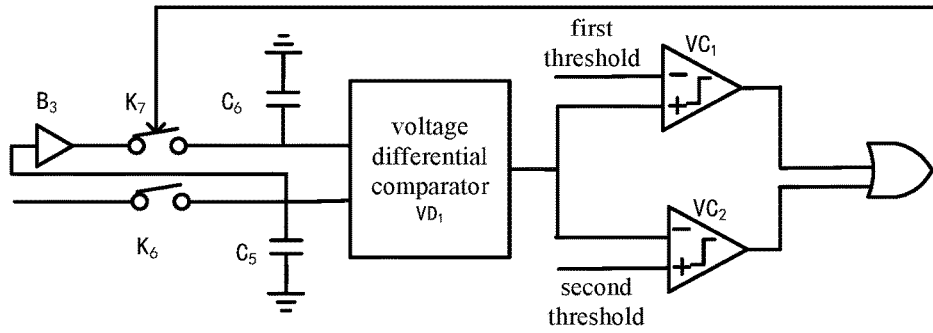 first
threshold
VC1
−
+
B3
K7
C6
voltage
differential
comparator
VD1
K6
C5
VC2
−
+
second
threshold